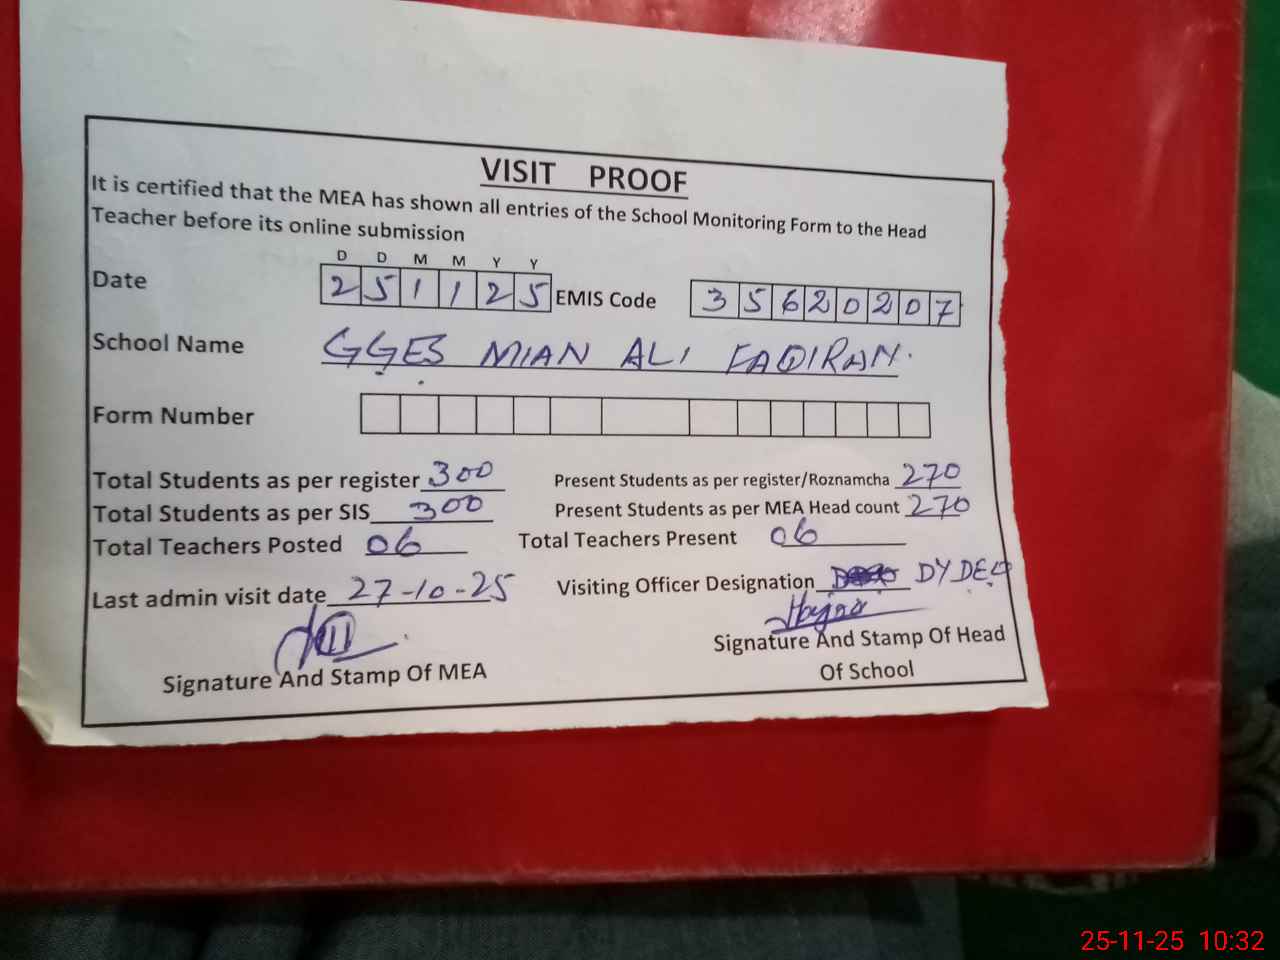 VISIT PROOF
It is certified that the MEA has shown all entries of the School Monitoring Form to the Head
Teacher before its online submission
D D M M Y Y
Date 2 5 1 1 2 5 EMIS Code 3 5 6 2 0 2 0 7
School Name GGES MIAN ALI FAQIRAN.
Form Number
Total Students as per register 300 Present Students as per register/Roznamcha 270
Total Students as per SIS 300 Present Students as per MEA Head count 270
Total Teachers Posted 06 Total Teachers Present 06
Last admin visit date 27-10-25 Visiting Officer Designation DYDEO
Signature And Stamp Of MEA Signature And Stamp Of Head
Of School
25-11-25 10:32